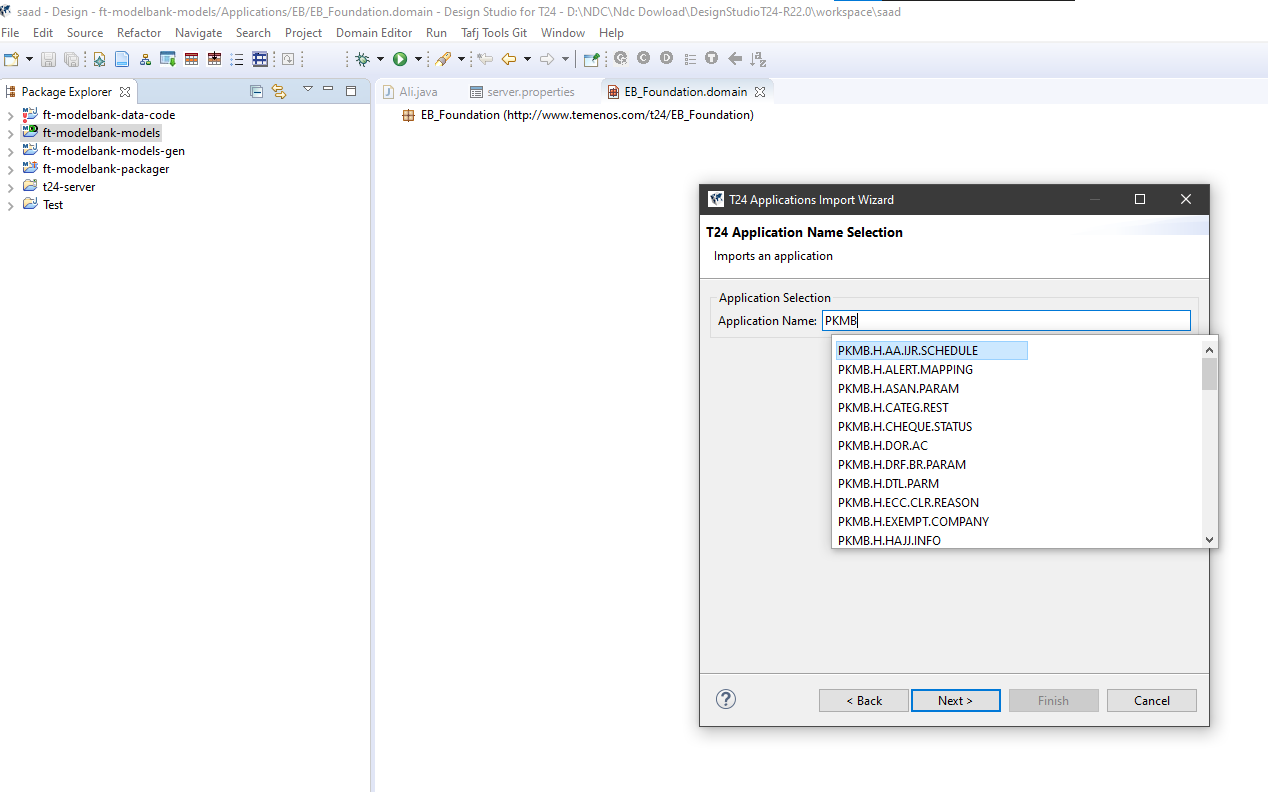 saad - Design - ft-modelbank-models/Applications/EB/EB_Foundation.domain - Design Studio for T24 - D:\NDC\Ndc Dowload\DesignStudioT24-R22.0\workspace\saad
File Edit Source Refactor Navigate Search Project Domain Editor Run Tafj Tools Git Window Help
Package Explorer
ft-modelbank-data-code
ft-modelbank-models
ft-modelbank-models-gen
ft-modelbank-packager
t24-server
Test
Ali.java server.properties EB_Foundation.domain
EB_Foundation (http://www.temenos.com/t24/EB_Foundation)
T24 Applications Import Wizard
T24 Application Name Selection
Imports an application
Application Selection
Application Name: PKMB
PKMB.H.AA.IJR.SCHEDULE
PKMB.H.ALERT.MAPPING
PKMB.H.ASAN.PARAM
PKMB.H.CATEG.REST
PKMB.H.CHEQUE.STATUS
PKMB.H.DOR.AC
PKMB.H.DRF.BR.PARAM
PKMB.H.DTL.PARM
PKMB.H.ECC.CLR.REASON
PKMB.H.EXEMPT.COMPANY
PKMB.H.HAJJ.INFO
< Back Next > Finish Cancel